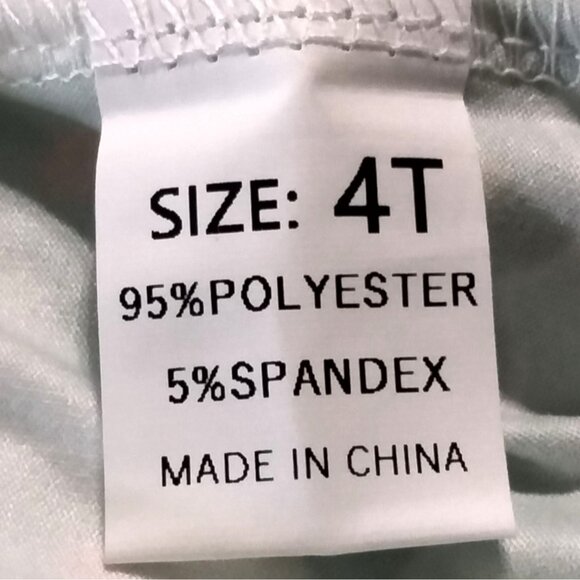 SIZE: 4T
95%POLYESTER
5%SPANDEX
MADE IN CHINA